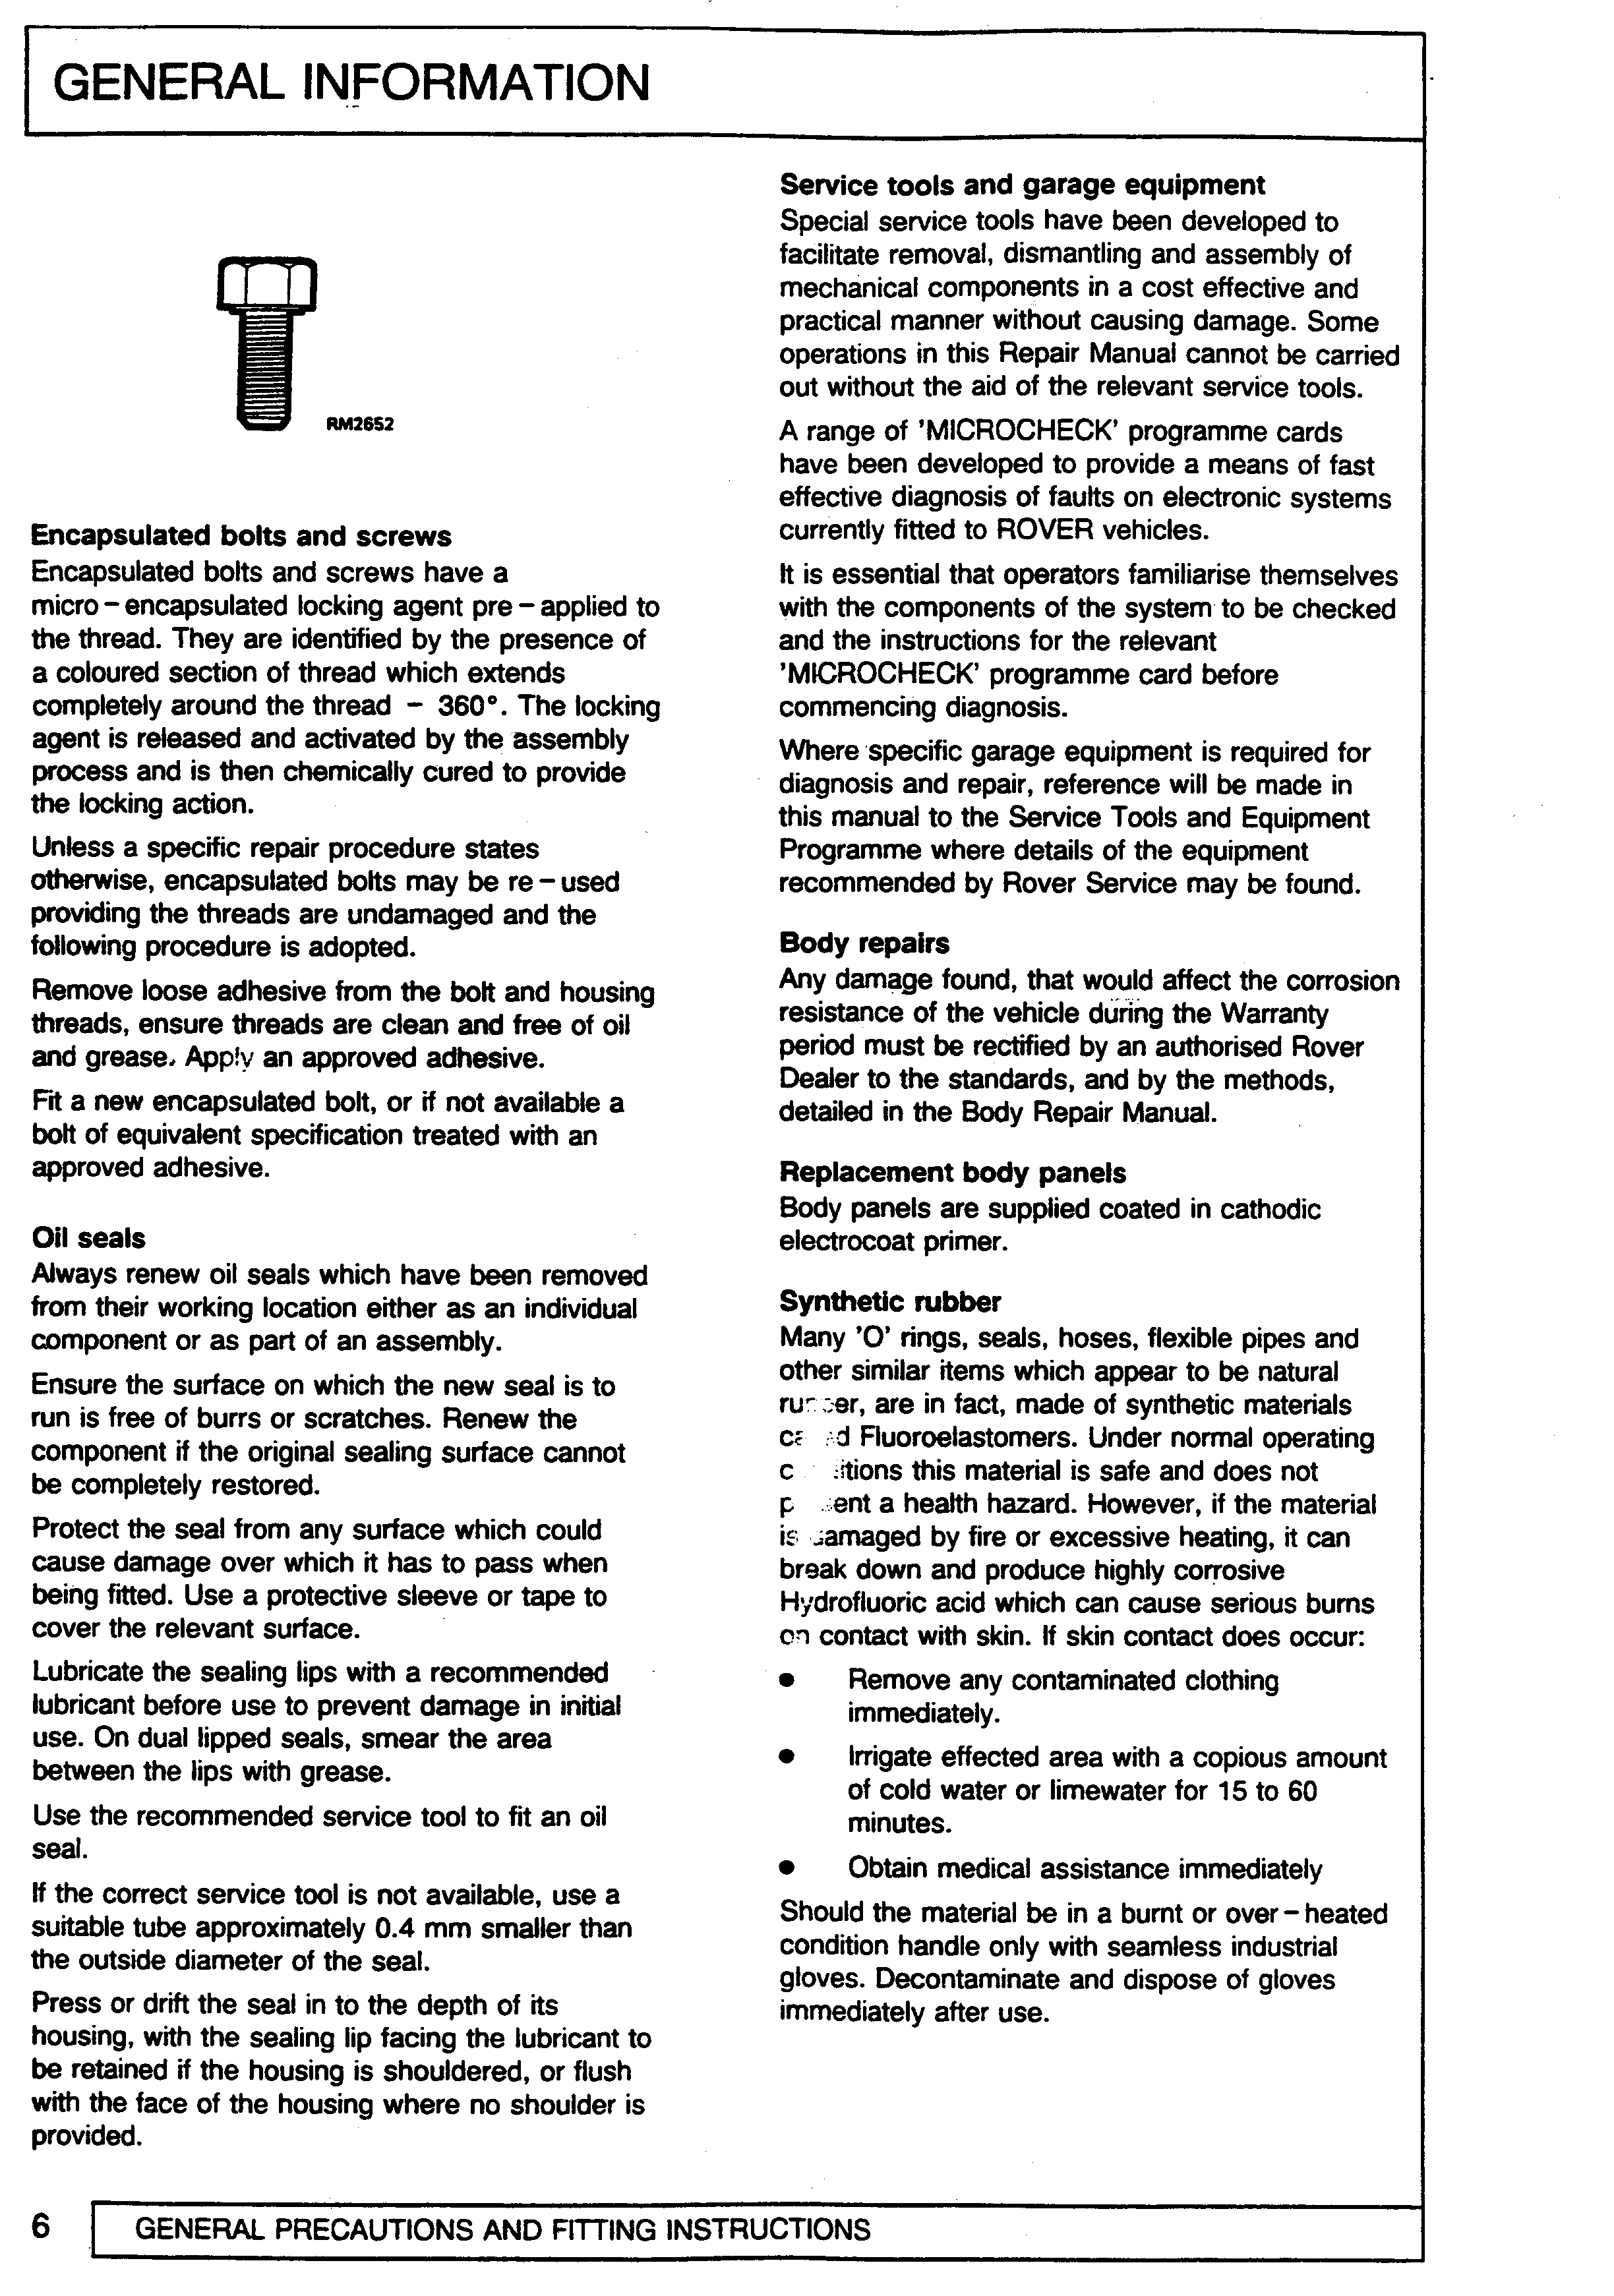 GENERAL INFORMATION
RM2652
Encapsulated bolts and screws
Encapsulated bolts and screws have a
micro – encapsulated locking agent pre – applied to
the thread. They are identified by the presence of
a coloured section of thread which extends
completely around the thread – 360°. The locking
agent is released and activated by the assembly
process and is then chemically cured to provide
the locking action.
Unless a specific repair procedure states
otherwise, encapsulated bolts may be re – used
providing the threads are undamaged and the
following procedure is adopted.
Remove loose adhesive from the bolt and housing
threads, ensure threads are clean and free of oil
and grease. Apply an approved adhesive.
Fit a new encapsulated bolt, or if not available a
bolt of equivalent specification treated with an
approved adhesive.
Oil seals
Always renew oil seals which have been removed
from their working location either as an individual
component or as part of an assembly.
Ensure the surface on which the new seal is to
run is free of burrs or scratches. Renew the
component if the original sealing surface cannot
be completely restored.
Protect the seal from any surface which could
cause damage over which it has to pass when
being fitted. Use a protective sleeve or tape to
cover the relevant surface.
Lubricate the sealing lips with a recommended
lubricant before use to prevent damage in initial
use. On dual lipped seals, smear the area
between the lips with grease.
Use the recommended service tool to fit an oil
seal.
If the correct service tool is not available, use a
suitable tube approximately 0.4 mm smaller than
the outside diameter of the seal.
Press or drift the seal in to the depth of its
housing, with the sealing lip facing the lubricant to
be retained if the housing is shouldered, or flush
with the face of the housing where no shoulder is
provided.
Service tools and garage equipment
Special service tools have been developed to
facilitate removal, dismantling and assembly of
mechanical components in a cost effective and
practical manner without causing damage. Some
operations in this Repair Manual cannot be carried
out without the aid of the relevant service tools.
A range of 'MICROCHECK' programme cards
have been developed to provide a means of fast
effective diagnosis of faults on electronic systems
currently fitted to ROVER vehicles.
It is essential that operators familiarise themselves
with the components of the system to be checked
and the instructions for the relevant
'MICROCHECK' programme card before
commencing diagnosis.
Where specific garage equipment is required for
diagnosis and repair, reference will be made in
this manual to the Service Tools and Equipment
Programme where details of the equipment
recommended by Rover Service may be found.
Body repairs
Any damage found, that would affect the corrosion
resistance of the vehicle during the Warranty
period must be rectified by an authorised Rover
Dealer to the standards, and by the methods,
detailed in the Body Repair Manual.
Replacement body panels
Body panels are supplied coated in cathodic
electrocoat primer.
Synthetic rubber
Many 'O' rings, seals, hoses, flexible pipes and
other similar items which appear to be natural
rubber, are in fact, made of synthetic materials
called Fluoroelastomers. Under normal operating
conditions this material is safe and does not
present a health hazard. However, if the material
is damaged by fire or excessive heating, it can
break down and produce highly corrosive
Hydrofluoric acid which can cause serious burns
on contact with skin. If skin contact does occur:
● Remove any contaminated clothing
immediately.
● Irrigate effected area with a copious amount
of cold water or limewater for 15 to 60
minutes.
● Obtain medical assistance immediately
Should the material be in a burnt or over – heated
condition handle only with seamless industrial
gloves. Decontaminate and dispose of gloves
immediately after use.
6
GENERAL PRECAUTIONS AND FITTING INSTRUCTIONS